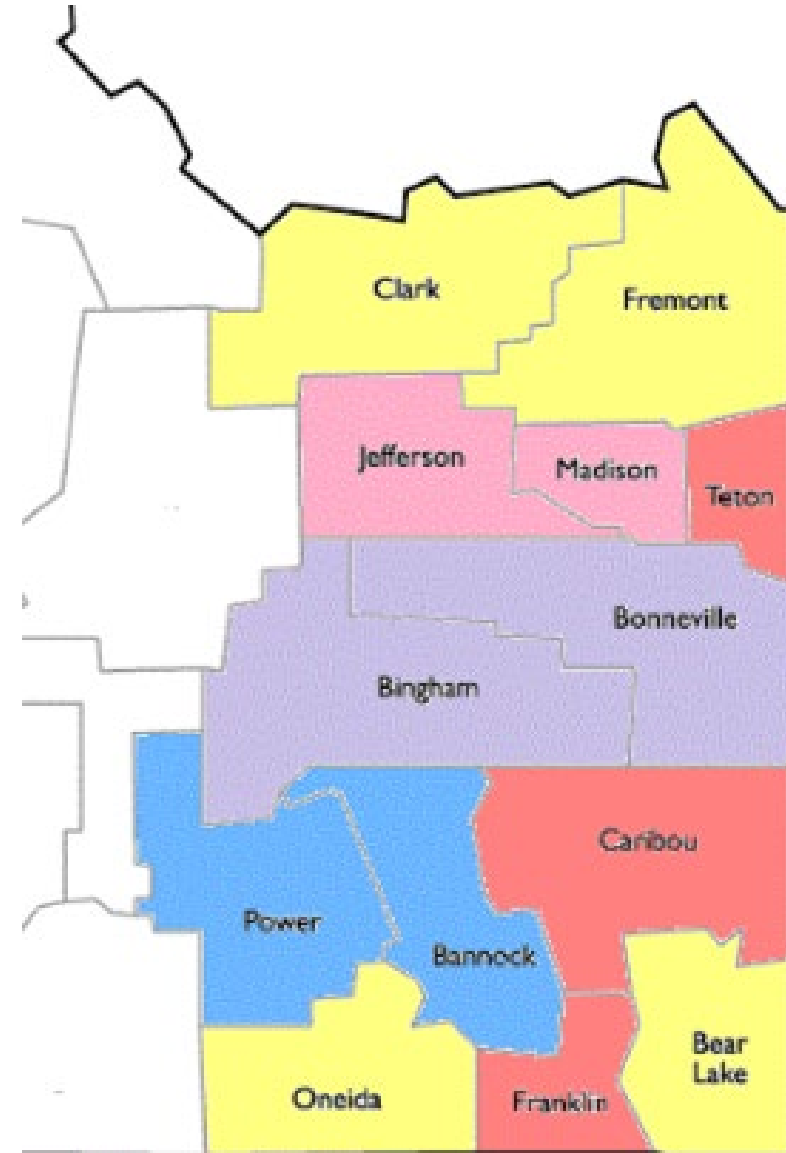 Clark
Fremont
Jefferson
Madison
Teton
Bonneville
Bingham
Caribou
Power
Bannock
Bear
Lake
Oneida
Franklin